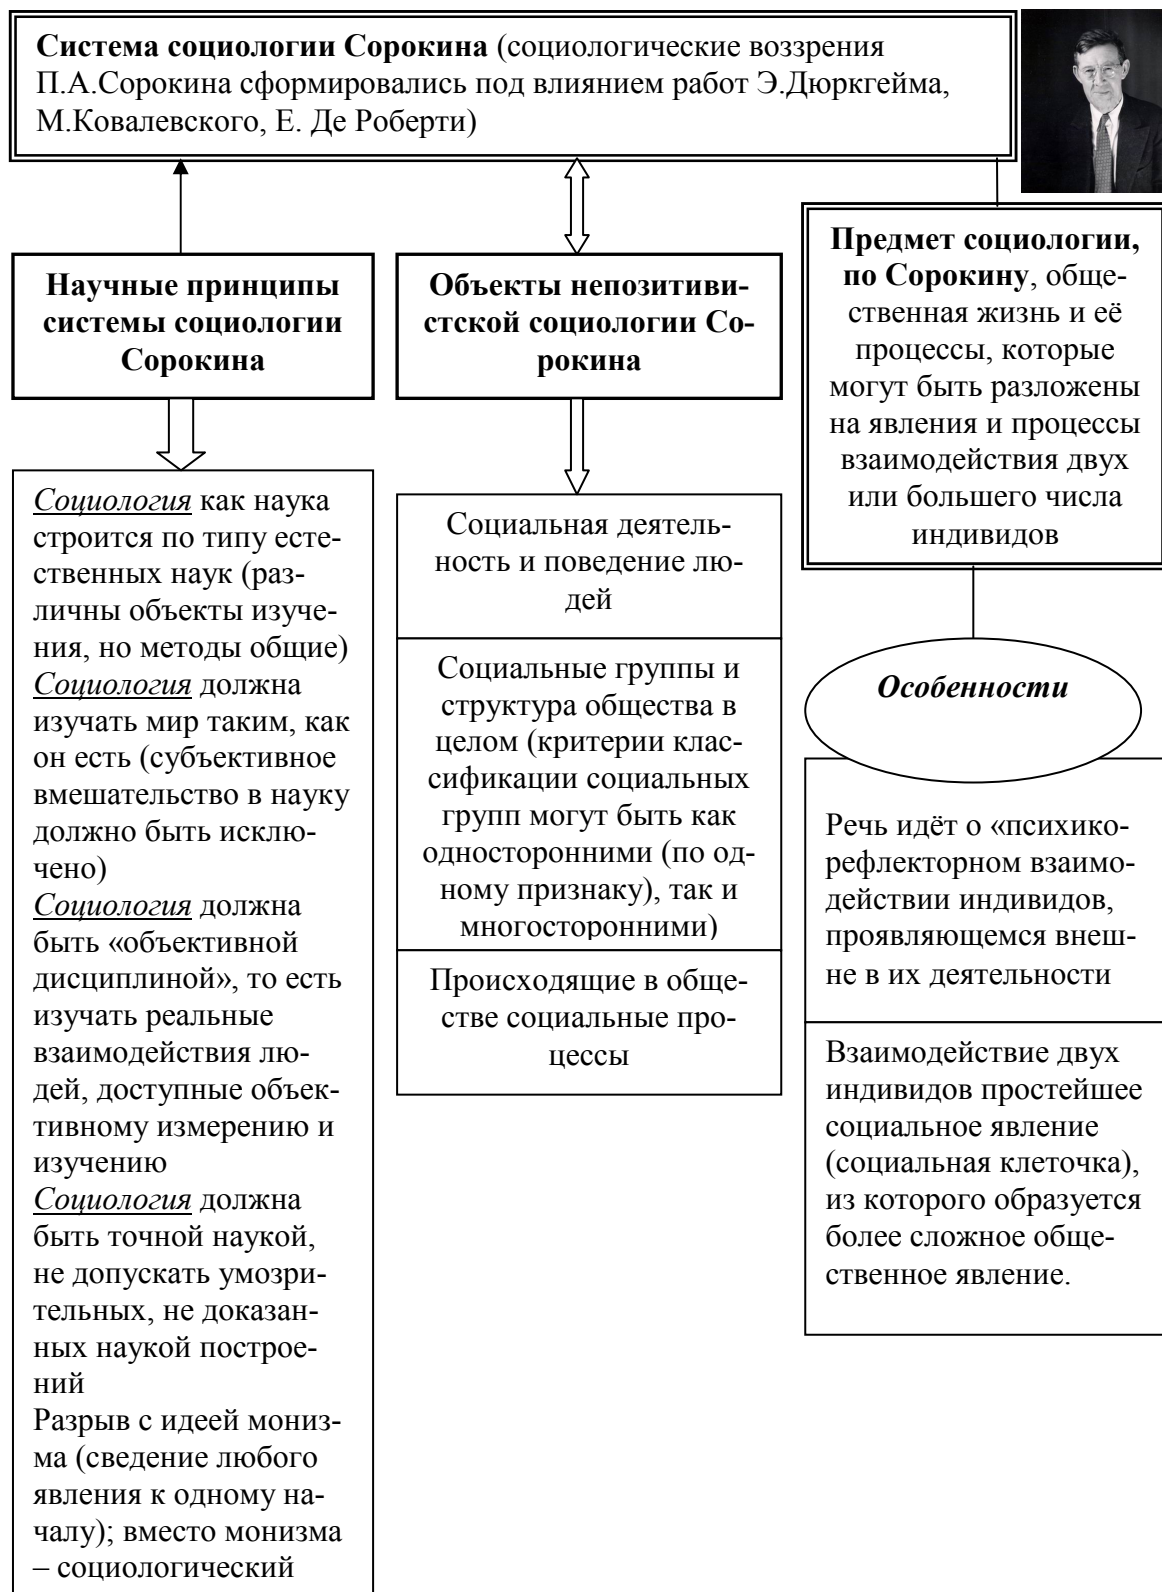 Система социологии Сорокина (социологические воззрения
П.А.Сорокина сформировались под влиянием работ Э.Дюркгейма,
М.Ковалевского, Е. Де Роберти)
Научные принципы
системы социологии
Сорокина
Социология как наука
строится по типу есте-
ственных наук (раз-
личны объекты изуче-
ния, но методы общие)
Социология должна
изучать мир таким, как
он есть (субъективное
вмешательство в науку
должно быть исклю-
чено)
Социология должна
быть «объективной
дисциплиной», то есть
изучать реальные
взаимодействия лю-
дей, доступные объек-
тивному измерению и
изучению
Социология должна
быть точной наукой,
не допускать умозри-
тельных, не доказан-
ных наукой построе-
ний
Разрыв с идеей мониз-
ма (сведение любого
явления к одному на-
чалу); вместо монизма
– социологический
Объекты непозитиви-
стской социологии Со-
рокина
Социальная деятель-
ность и поведение лю-
дей
Социальные группы и
структура общества в
целом (критерии клас-
сификации социальных
групп могут быть как
односторонними (по од-
ному признаку), так и
многосторонними)
Происходящие в обще-
стве социальные про-
цессы
Предмет социологии,
по Сорокину, обще-
ственная жизнь и её
процессы, которые
могут быть разложены
на явления и процессы
взаимодействия двух
или большего числа
индивидов
Особенности
Речь идёт о «психико-
рефлекторном взаимо-
действии индивидов,
проявляющемся внеш-
не в их деятельности
Взаимодействие двух
индивидов простейшее
социальное явление
(социальная клеточка),
из которого образуется
более сложное обще-
ственное явление.